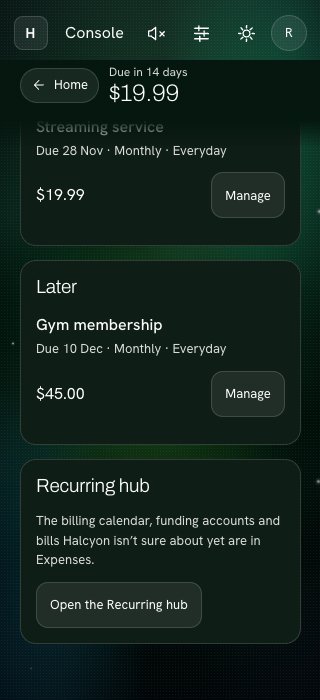 H Console R
Home
Due in 14 days
$19.99
Streaming service
Due 28 Nov · Monthly · Everyday
$19.99
Manage
Later
Gym membership
Due 10 Dec · Monthly · Everyday
$45.00
Manage
Recurring hub
The billing calendar, funding accounts and
bills Halcyon isn’t sure about yet are in
Expenses.
Open the Recurring hub